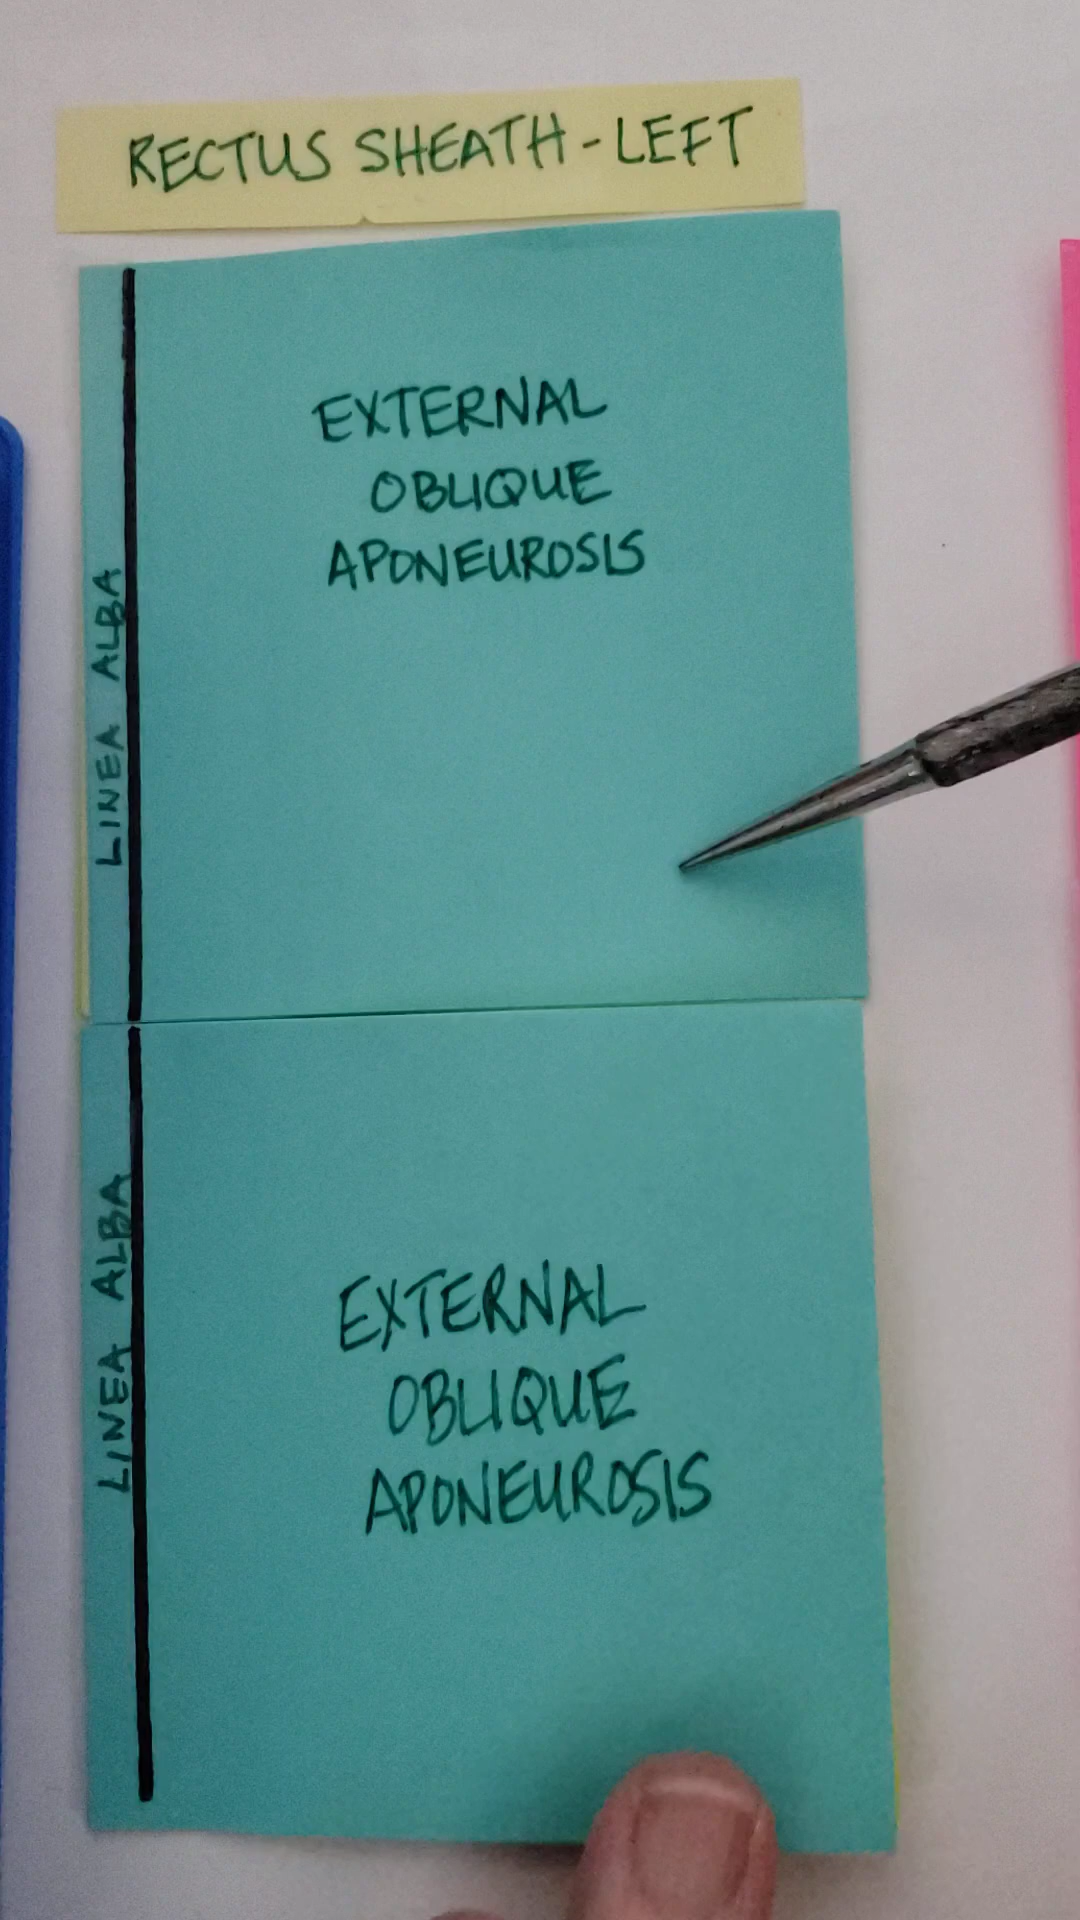 RECTUS SHEATH - LEFT
EXTERNAL
OBLIQUE
APONEUROSIS
LINEA ALBA
EXTERNAL
OBLIQUE
APONEUROSIS
LINEA ALBA